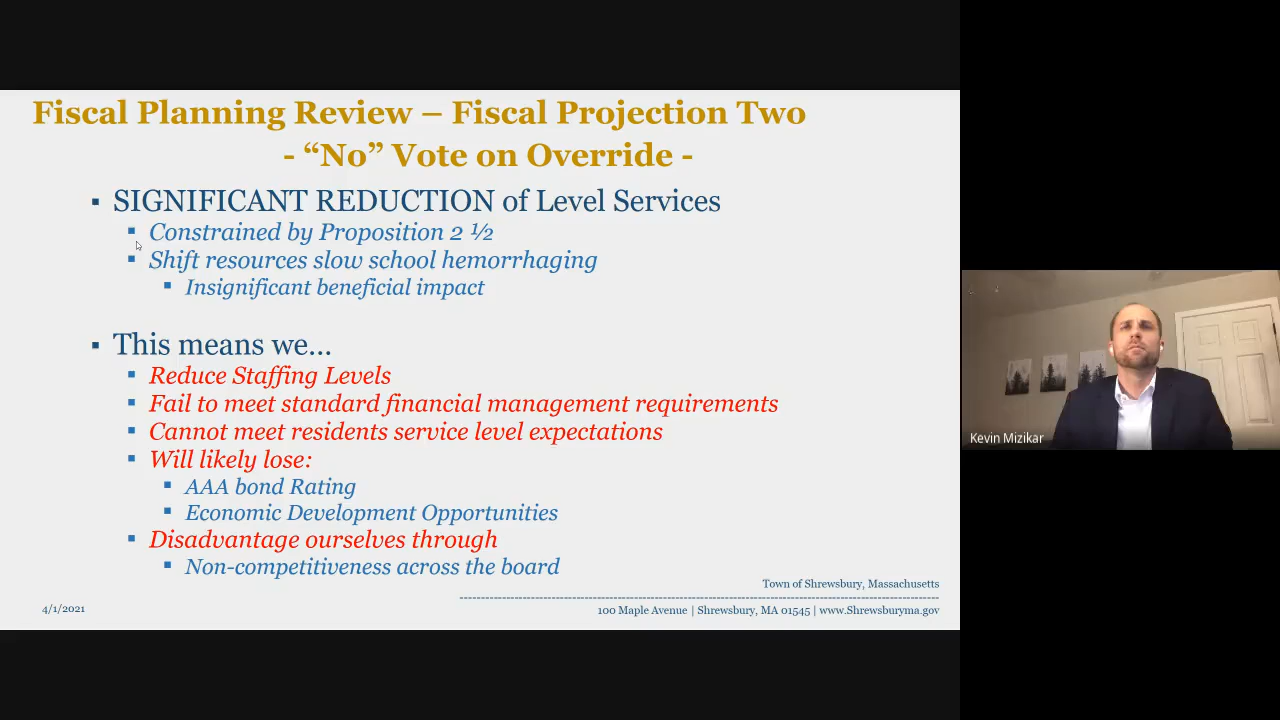 Fiscal Planning Review – Fiscal Projection Two
- “No” Vote on Override -
▪ SIGNIFICANT REDUCTION of Level Services
▪ Constrained by Proposition 2 ½
▪ Shift resources slow school hemorrhaging
▪ Insignificant beneficial impact
▪ This means we…
▪ Reduce Staffing Levels
▪ Fail to meet standard financial management requirements
▪ Cannot meet residents service level expectations
▪ Will likely lose:
▪ AAA bond Rating
▪ Economic Development Opportunities
▪ Disadvantage ourselves through
▪ Non-competitiveness across the board
Town of Shrewsbury, Massachusetts
4/1/2021
100 Maple Avenue | Shrewsbury, MA 01545 | www.Shrewsburyma.gov
Kevin Mizikar